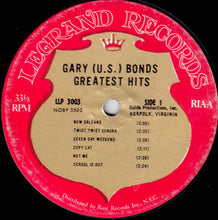 LEGRAND RECORDS
GARY (U.S.) BONDS
GREATEST HITS
33⅓
RPM
RIAA
LLP 3003
SIDE 1
Guida Productions, Inc.
NORFOLK, VIRGINIA
NEW ORLEANS
TWIST, TWIST SENORA
SEVEN DAY WEEKEND
COPY CAT
NOT ME
SCHOOL IS OUT
Distributed by Rust Records Inc., N.Y.C.